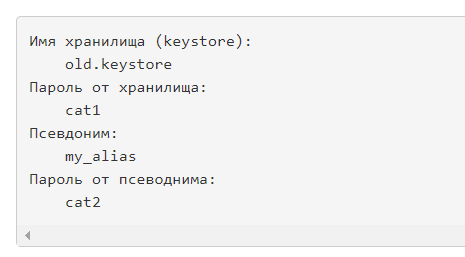 Имя хранилища (keystore):
old.keystore
Пароль от хранилища:
cat1
Псевдоним:
my_alias
Пароль от псеводнима:
cat2